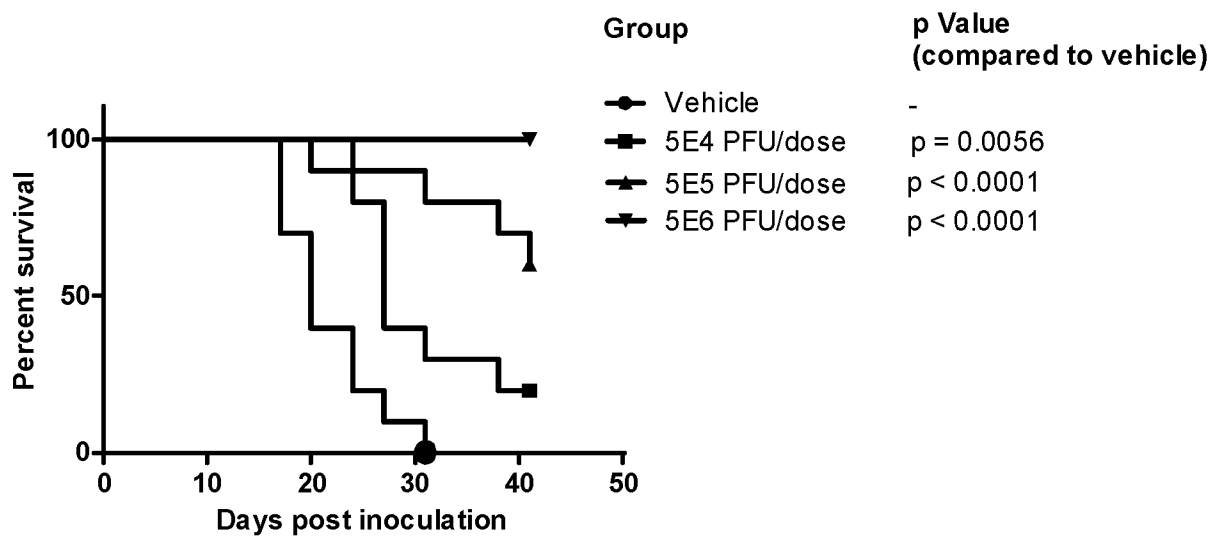 Group p Value
(compared to vehicle)
Vehicle -
5E4 PFU/dose p = 0.0056
5E5 PFU/dose p < 0.0001
5E6 PFU/dose p < 0.0001
100
50
0
Percent survival
0 10 20 30 40 50
Days post inoculation